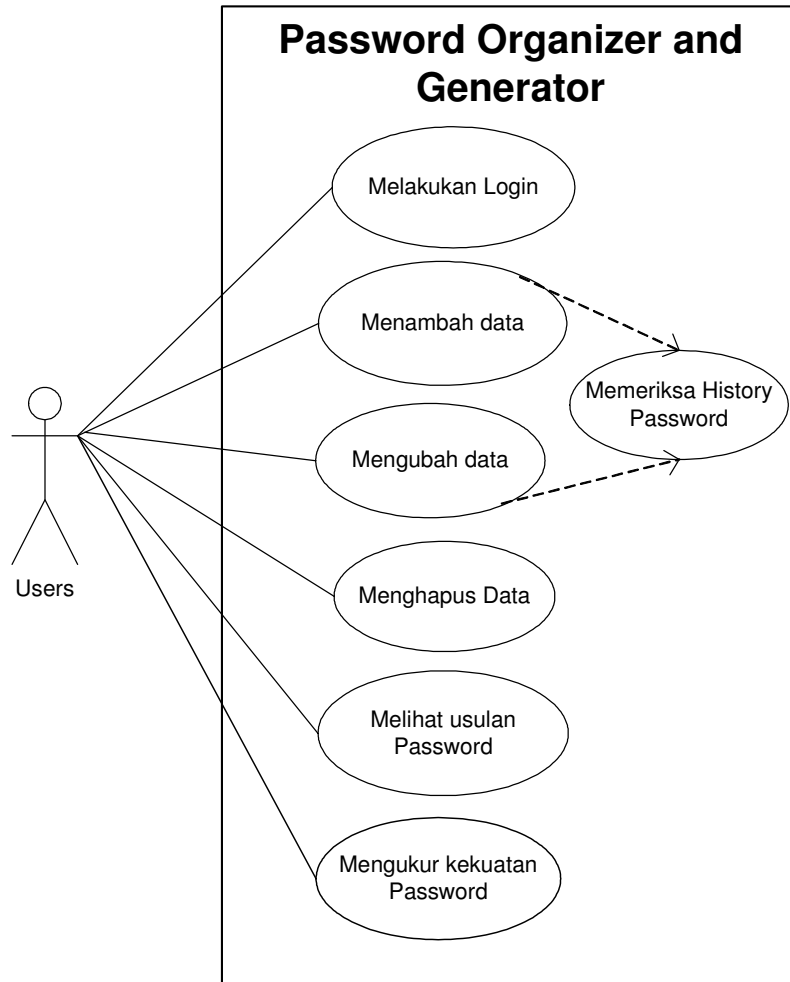 Password Organizer and
Generator
Melakukan Login
Menambah data
Memeriksa History
Password
Mengubah data
Users
Menghapus Data
Melihat usulan
Password
Mengukur kekuatan
Password